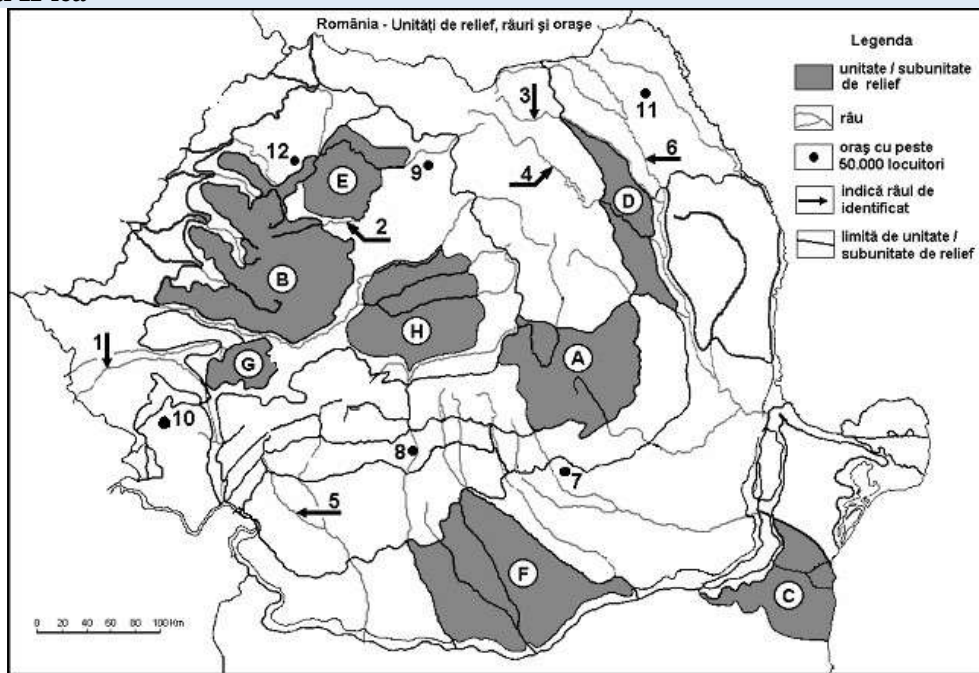 România - Unități de relief, râuri și orașe
Legenda
unitate / subunitate
de relief
râu
oraș cu peste
50.000 locuitori
indică râul de
identificat
limită de unitate /
subunitate de relief
3
11
6
12
E
9
4
D
2
B
H
1
G
A
10
8
7
5
F
C
0 20 40 60 80 100 Km